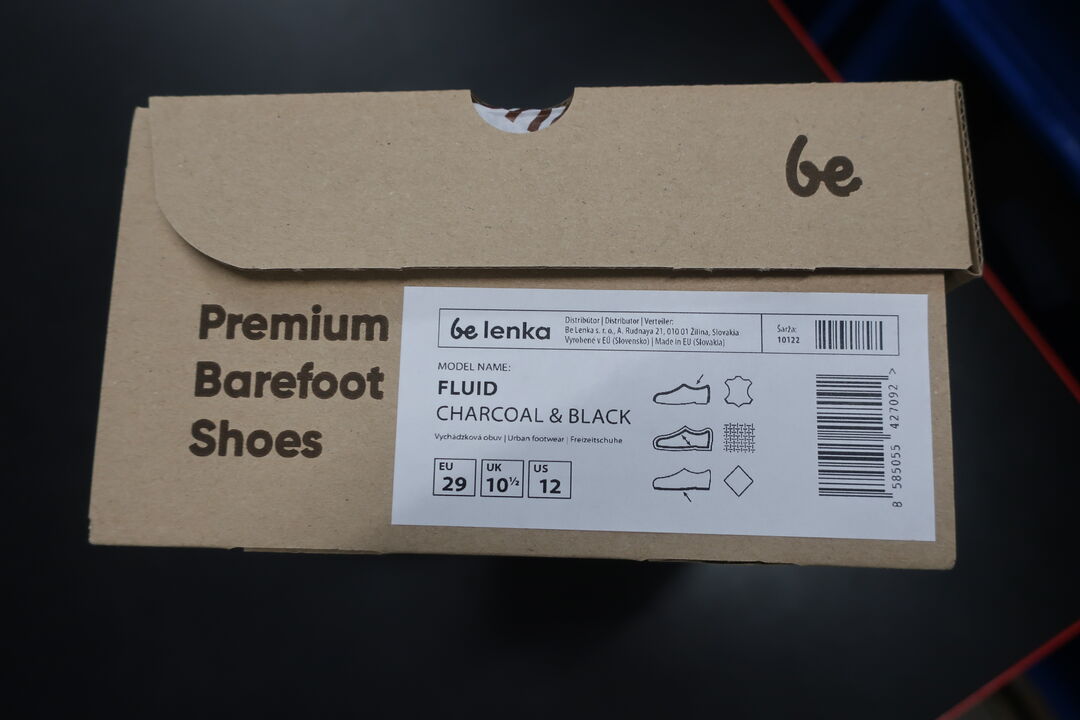 be
Premium
Barefoot
Shoes
be lenka
Distribútor | Distributor | Verteiler:
Be Lenka s. r. o., A. Rudnaya 21, 010 01 Žilina, Slovakia
Vyrobené v EÚ (Slovensko) | Made in EU (Slovakia)
Šarža:
10122
MODEL NAME:
FLUID
CHARCOAL & BLACK
Vychádzková obuv | Urban footwear | Freizeitschuhe
EU
29
UK
10½
US
12
8 585055 427092 >